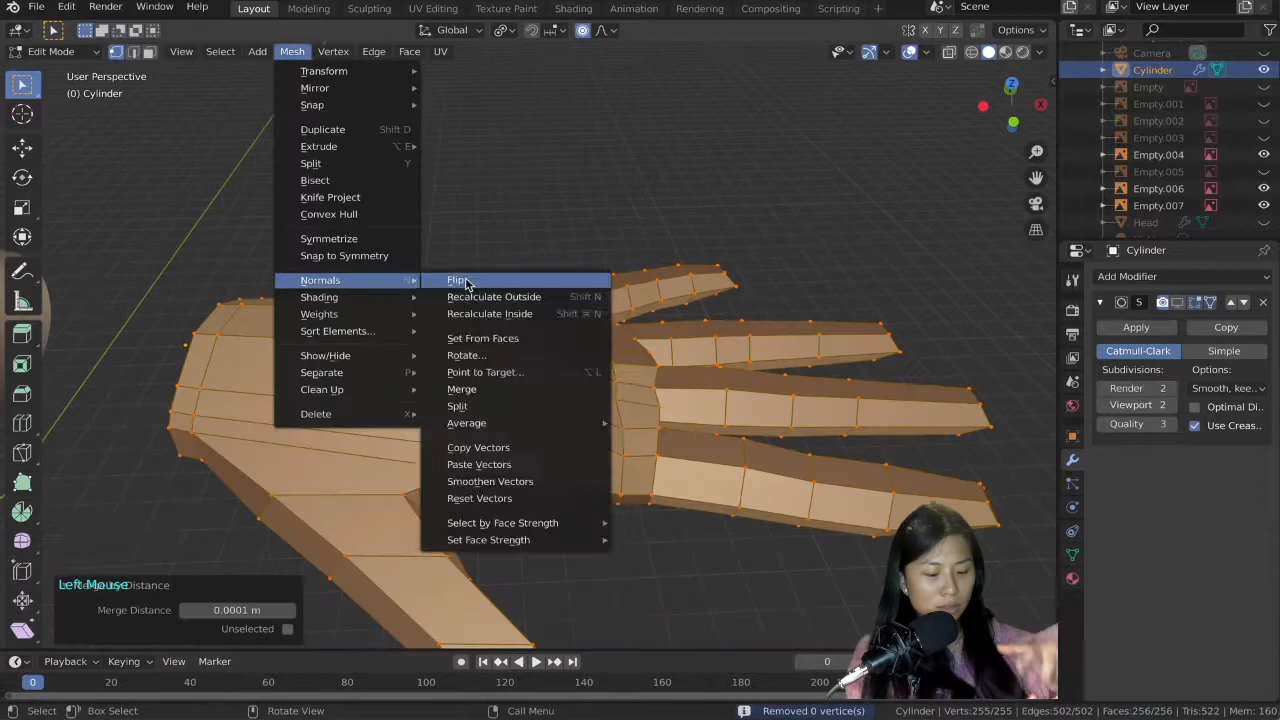 File Edit Render Window Help Layout Modeling Sculpting UV Editing Texture Paint Shading Animation Rendering Compositing Scripting + Scene View Layer
Global X Y Z Options
Edit Mode View Select Add Mesh Vertex Edge Face UV
User Perspective
(0) Cylinder
Transform
Mirror
Snap
Duplicate Shift D
Extrude ⌥ E
Split Y
Bisect
Knife Project
Convex Hull
Symmetrize
Snap to Symmetry
Normals N
Shading
Weights
Sort Elements...
Show/Hide
Separate P
Clean Up
Delete X
Flip
Recalculate Outside Shift N
Recalculate Inside Shift ⌘ N
Set From Faces
Rotate...
Point to Target... ⌥ L
Merge
Split
Average
Copy Vectors
Paste Vectors
Smoothen Vectors
Reset Vectors
Select by Face Strength
Set Face Strength
Z
X
Camera
Cylinder
Empty
Empty.001
Empty.002
Empty.003
Empty.004
Empty.005
Empty.006
Empty.007
Head
Cylinder
Add Modifier
S
Apply Copy
Catmull-Clark Simple
Render 2 Options:
Viewport 2 Smooth, kee...
Optimal Di...
Quality 3 Use Creas...
Left Mouse Distance
Merge Distance 0.0001 m
Unselected
Playback Keying View Marker 0
0 20 40 60 80 100 120 140 160 180
Select Box Select Rotate View Call Menu Removed 0 vertice(s) Cylinder | Verts:255/255 | Edges:502/502 | Faces:256/256 | Tris:522 | Mem: 160